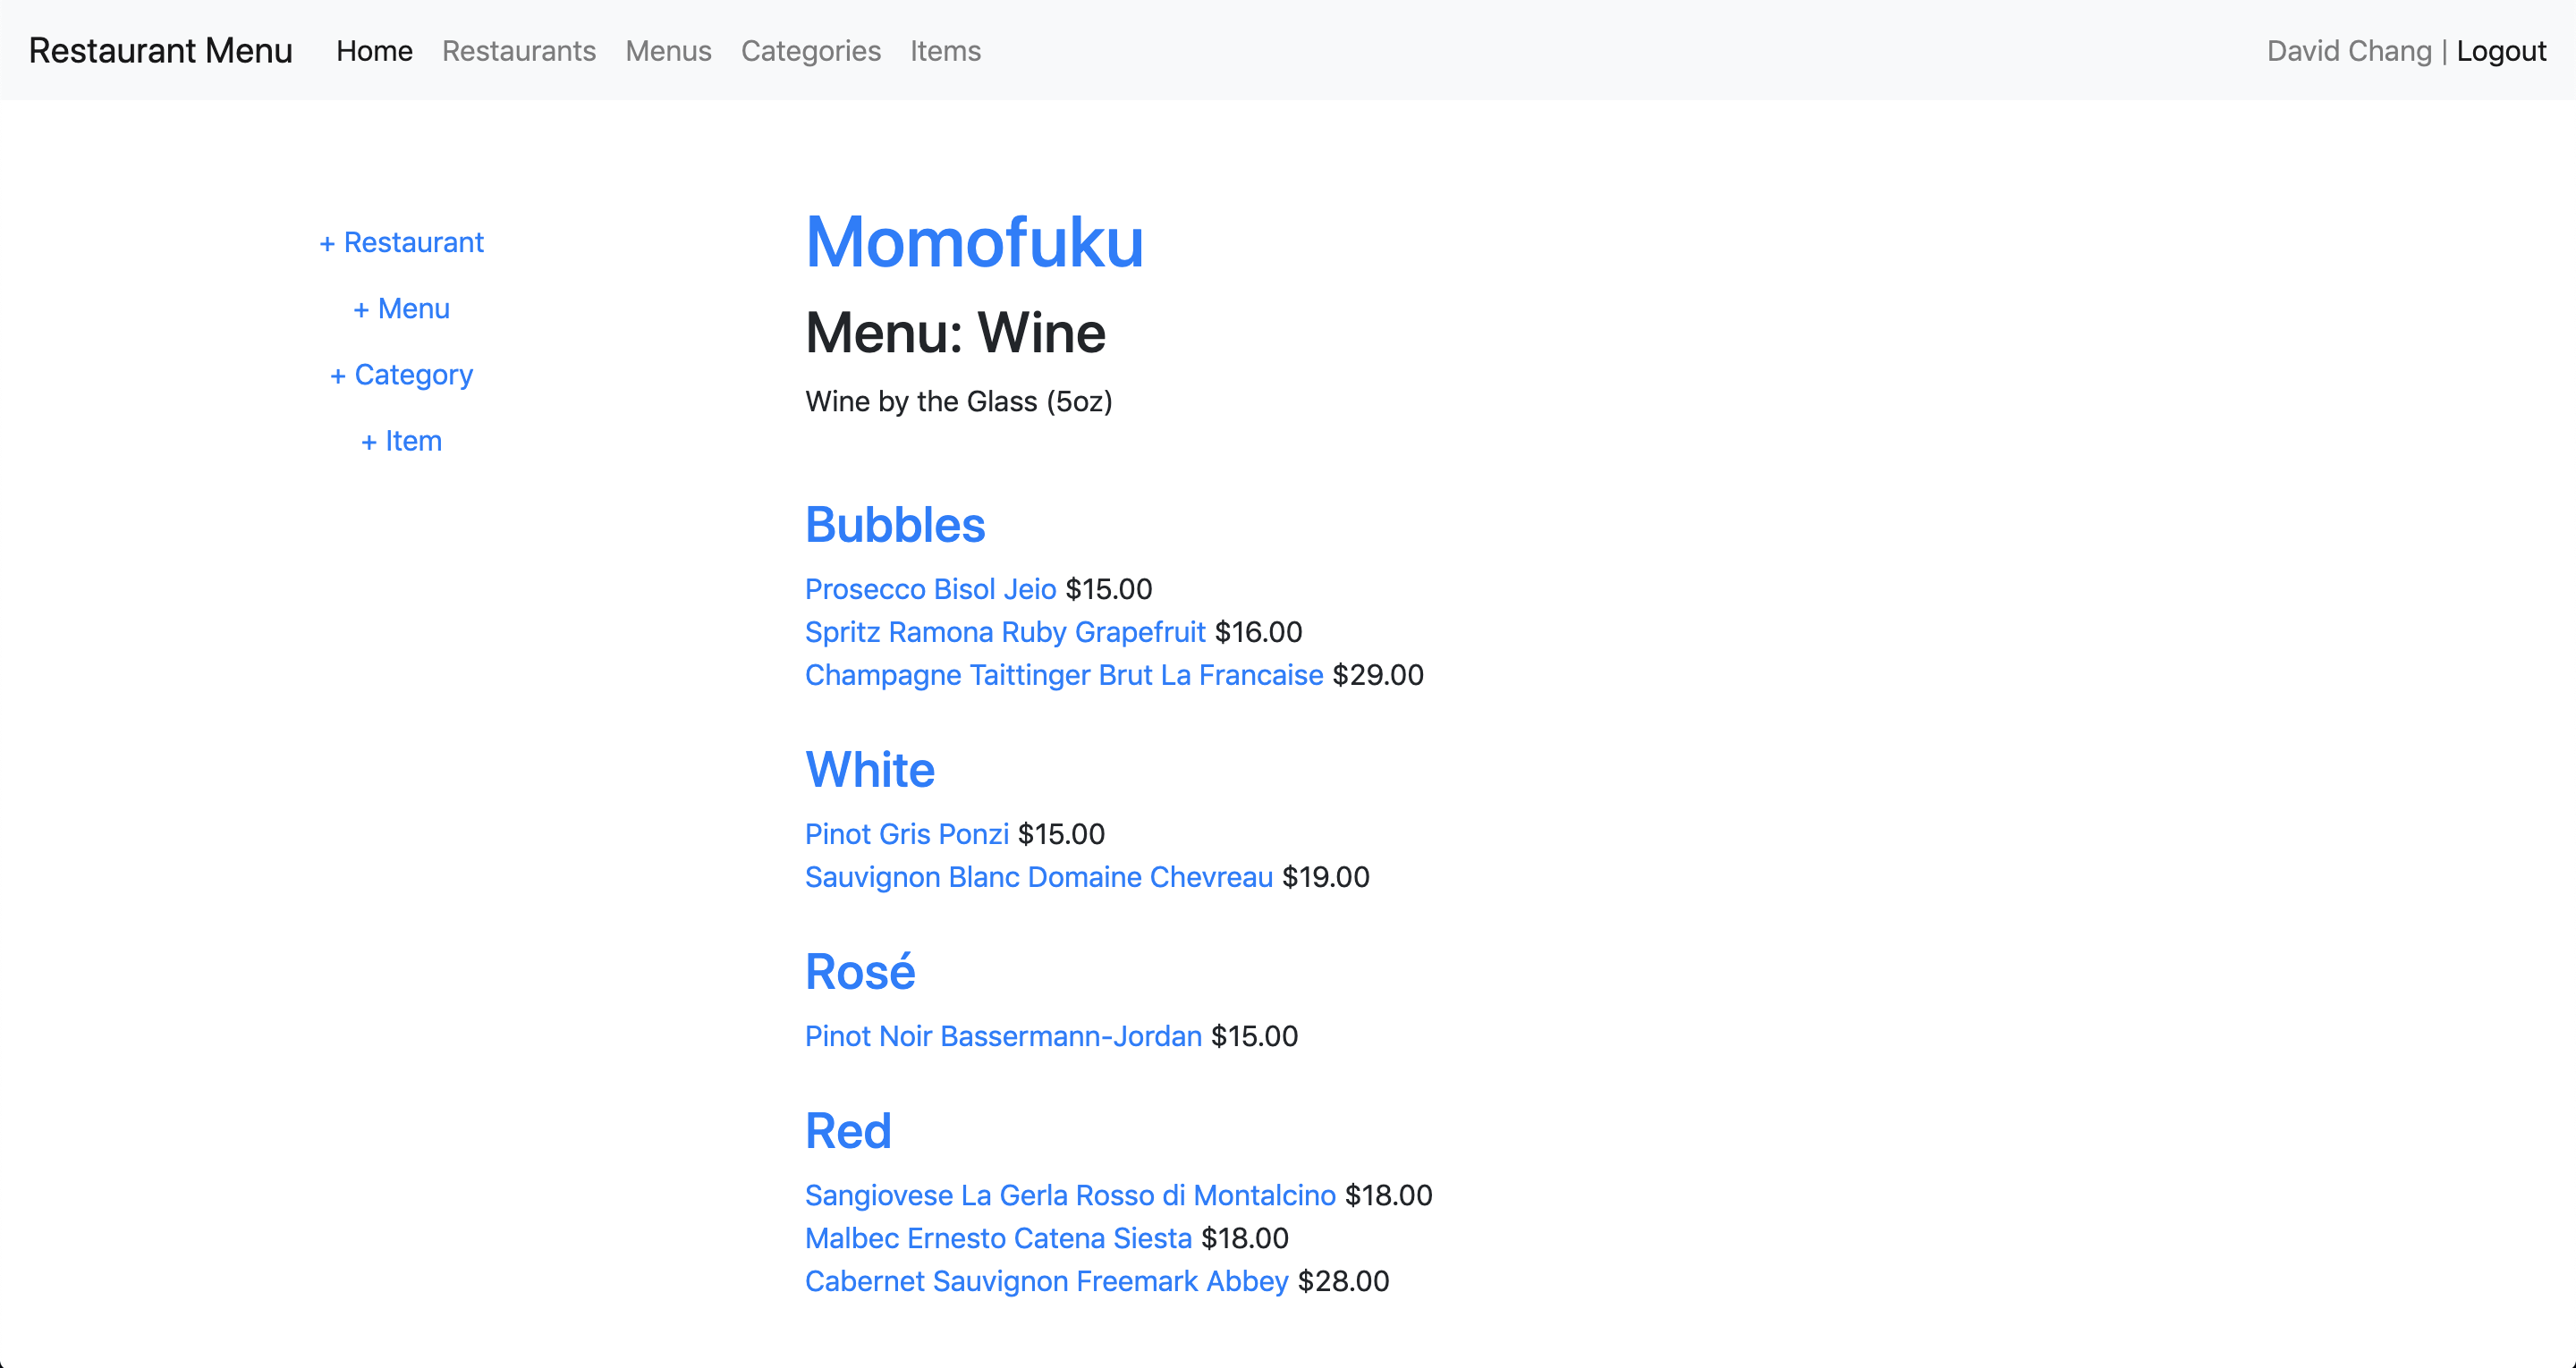 Restaurant Menu Home Restaurants Menus Categories Items David Chang | Logout
+ Restaurant
+ Menu
+ Category
+ Item
Momofuku
Menu: Wine
Wine by the Glass (5oz)
Bubbles
Prosecco Bisol Jeio $15.00
Spritz Ramona Ruby Grapefruit $16.00
Champagne Taittinger Brut La Francaise $29.00
White
Pinot Gris Ponzi $15.00
Sauvignon Blanc Domaine Chevreau $19.00
Rosé
Pinot Noir Bassermann-Jordan $15.00
Red
Sangiovese La Gerla Rosso di Montalcino $18.00
Malbec Ernesto Catena Siesta $18.00
Cabernet Sauvignon Freemark Abbey $28.00